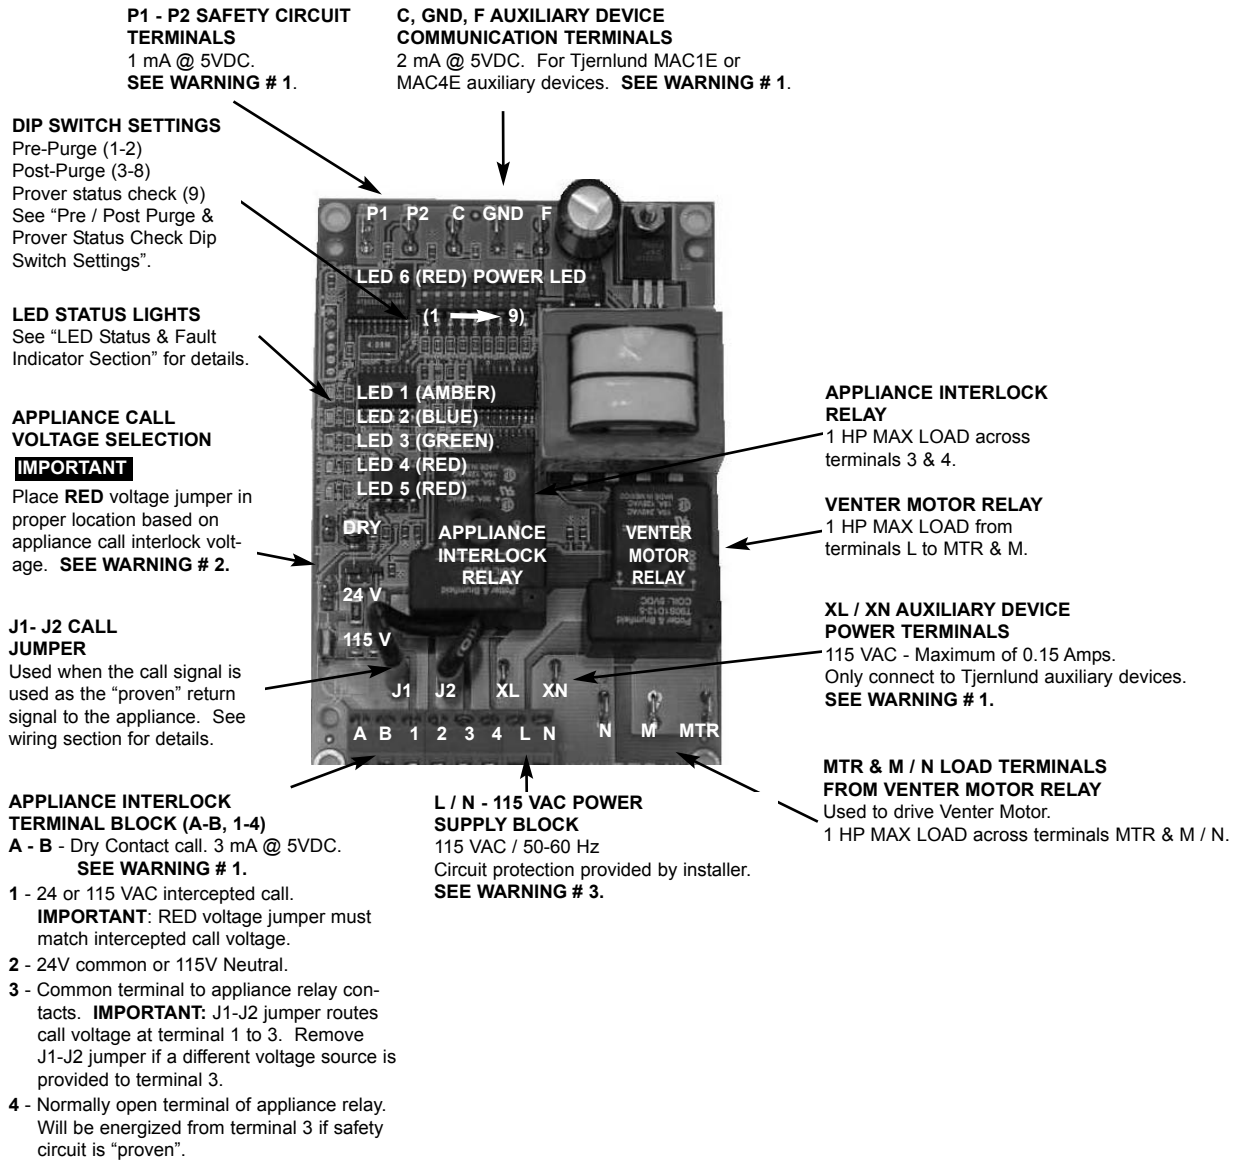 P1 - P2 SAFETY CIRCUIT
TERMINALS
1 mA @ 5VDC.
SEE WARNING # 1.
C, GND, F AUXILIARY DEVICE
COMMUNICATION TERMINALS
2 mA @ 5VDC.  For Tjernlund MAC1E or
MAC4E auxiliary devices.  SEE WARNING # 1.
DIP SWITCH SETTINGS
Pre-Purge (1-2)
Post-Purge (3-8)
Prover status check (9)
See “Pre / Post Purge &
Prover Status Check Dip
Switch Settings”.
LED STATUS LIGHTS
See “LED Status & Fault
Indicator Section” for details.
APPLIANCE CALL
VOLTAGE SELECTION
IMPORTANT
Place RED voltage jumper in
proper location based on
appliance call interlock volt-
age.  SEE WARNING # 2.
J1- J2 CALL
JUMPER
Used when the call signal is
used as the “proven” return
signal to the appliance.  See
wiring section for details.
P1 P2 C GND F
LED 6 (RED) POWER LED
(1 9)
4.09M
LED 1 (AMBER)
LED 2 (BLUE)
LED 3 (GREEN)
LED 4 (RED)
LED 5 (RED)
DRY
24 V
115 V
APPLIANCE
INTERLOCK
RELAY
VENTER
MOTOR
RELAY
Potter & Brumfield
Potter & Brumfield
COIL: 5VDC
J1 J2 XL XN
A B 1 2 3 4 L N
N M MTR
APPLIANCE INTERLOCK
RELAY
1 HP MAX LOAD across
terminals 3 & 4.
VENTER MOTOR RELAY
1 HP MAX LOAD from
terminals L to MTR & M.
XL / XN AUXILIARY DEVICE
POWER TERMINALS
115 VAC - Maximum of 0.15 Amps.
Only connect to Tjernlund auxiliary devices.
SEE WARNING # 1.
MTR & M / N LOAD TERMINALS
FROM VENTER MOTOR RELAY
Used to drive Venter Motor.
1 HP MAX LOAD across terminals MTR & M / N.
APPLIANCE INTERLOCK
TERMINAL BLOCK (A-B, 1-4)
A - B - Dry Contact call. 3 mA @ 5VDC.
SEE WARNING # 1.
1 - 24 or 115 VAC intercepted call.
IMPORTANT: RED voltage jumper must
match intercepted call voltage.
2 - 24V common or 115V Neutral.
3 - Common terminal to appliance relay con-
tacts.  IMPORTANT: J1-J2 jumper routes
call voltage at terminal 1 to 3.  Remove
J1-J2 jumper if a different voltage source is
provided to terminal 3.
4 - Normally open terminal of appliance relay.
Will be energized from terminal 3 if safety
circuit is “proven”.
L / N - 115 VAC POWER
SUPPLY BLOCK
115 VAC / 50-60 Hz
Circuit protection provided by installer.
SEE WARNING # 3.